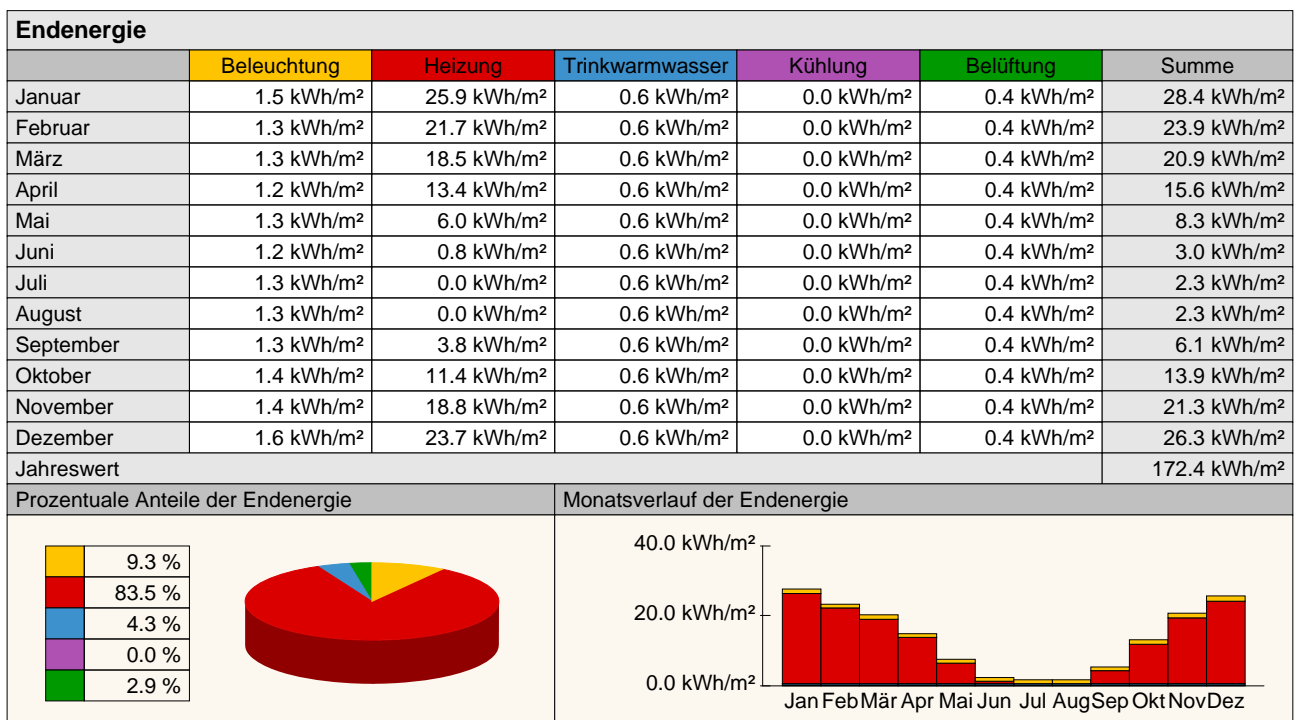 Endenergie
Beleuchtung Heizung Trinkwarmwasser Kühlung Belüftung Summe
Januar 1.5 kWh/m² 25.9 kWh/m² 0.6 kWh/m² 0.0 kWh/m² 0.4 kWh/m² 28.4 kWh/m²
Februar 1.3 kWh/m² 21.7 kWh/m² 0.6 kWh/m² 0.0 kWh/m² 0.4 kWh/m² 23.9 kWh/m²
März 1.3 kWh/m² 18.5 kWh/m² 0.6 kWh/m² 0.0 kWh/m² 0.4 kWh/m² 20.9 kWh/m²
April 1.2 kWh/m² 13.4 kWh/m² 0.6 kWh/m² 0.0 kWh/m² 0.4 kWh/m² 15.6 kWh/m²
Mai 1.3 kWh/m² 6.0 kWh/m² 0.6 kWh/m² 0.0 kWh/m² 0.4 kWh/m² 8.3 kWh/m²
Juni 1.2 kWh/m² 0.8 kWh/m² 0.6 kWh/m² 0.0 kWh/m² 0.4 kWh/m² 3.0 kWh/m²
Juli 1.3 kWh/m² 0.0 kWh/m² 0.6 kWh/m² 0.0 kWh/m² 0.4 kWh/m² 2.3 kWh/m²
August 1.3 kWh/m² 0.0 kWh/m² 0.6 kWh/m² 0.0 kWh/m² 0.4 kWh/m² 2.3 kWh/m²
September 1.3 kWh/m² 3.8 kWh/m² 0.6 kWh/m² 0.0 kWh/m² 0.4 kWh/m² 6.1 kWh/m²
Oktober 1.4 kWh/m² 11.4 kWh/m² 0.6 kWh/m² 0.0 kWh/m² 0.4 kWh/m² 13.9 kWh/m²
November 1.4 kWh/m² 18.8 kWh/m² 0.6 kWh/m² 0.0 kWh/m² 0.4 kWh/m² 21.3 kWh/m²
Dezember 1.6 kWh/m² 23.7 kWh/m² 0.6 kWh/m² 0.0 kWh/m² 0.4 kWh/m² 26.3 kWh/m²
Jahreswert 172.4 kWh/m²
Prozentuale Anteile der Endenergie
9.3 %
83.5 %
4.3 %
0.0 %
2.9 %
Monatsverlauf der Endenergie
40.0 kWh/m²
20.0 kWh/m²
0.0 kWh/m²
Jan Feb Mär Apr Mai Jun Jul Aug Sep Okt Nov Dez